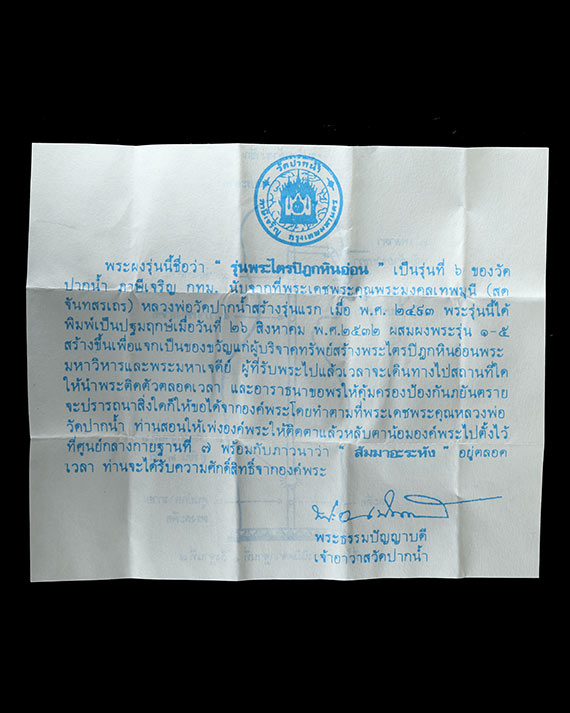 วัดปากน้ำ
ภาษีเจริญ กรุงเทพมหานคร
พระผงรุ่นนี้ชื่อว่า " รุ่นพระไตรปิฎกหินอ่อน " เป็นรุ่นที่ ๖ ของวัด
ปากน้ำ ภาษีเจริญ กทม. นับจากที่พระเดชพระคุณพระมงคลเทพมุนี (สด
จันทสรเถร) หลวงพ่อวัดปากน้ำสร้างรุ่นแรก เมื่อ พ.ศ. ๒๔๙๓ พระรุ่นนี้ได้
พิมพ์เป็นปฐมฤกษ์เมื่อวันที่ ๒๖ สิงหาคม พ.ศ.๒๕๓๒ ผสมผงพระรุ่น ๑-๕
สร้างขึ้นเพื่อแจกเป็นของขวัญแก่ผู้บริจาคทรัพย์สร้างพระไตรปิฎกหินอ่อนพระ
มหาวิหารและพระมหาเจดีย์ ผู้ที่รับพระไปแล้วเวลาจะเดินทางไปสถานที่ใด
ให้นำพระติดตัวตลอดเวลา และอาราธนาขอพรให้คุ้มครองป้องกันภยันตราย
จะปรารถนาสิ่งใดก็ให้ขอได้จากองค์พระโดยทำตามที่พระเดชพระคุณหลวงพ่อ
วัดปากน้ำ ท่านสอนให้เพ่งองค์พระให้ติดตาแล้วหลับตาน้อมองค์พระไปตั้งไว้
ที่ศูนย์กลางกายฐานที่ ๗ พร้อมกับภาวนาว่า " สัมมาอะระหัง " อยู่ตลอด
เวลา ท่านจะได้รับความศักดิ์สิทธิ์จากองค์พระ
พระธรรมปัญญาบดี
เจ้าอาวาสวัดปากน้ำ